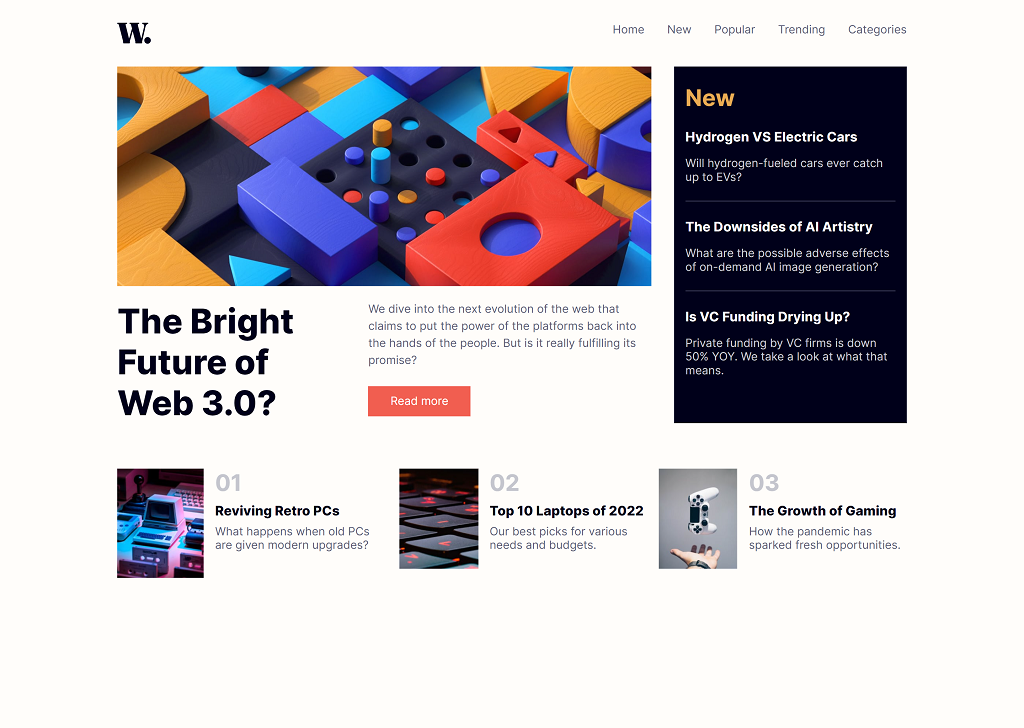 W.
Home New Popular Trending Categories
The Bright
Future of
Web 3.0?
We dive into the next evolution of the web that
claims to put the power of the platforms back into
the hands of the people. But is it really fulfilling its
promise?
Read more
New
Hydrogen VS Electric Cars
Will hydrogen-fueled cars ever catch
up to EVs?
The Downsides of AI Artistry
What are the possible adverse effects
of on-demand AI image generation?
Is VC Funding Drying Up?
Private funding by VC firms is down
50% YOY. We take a look at what that
means.
01
Reviving Retro PCs
What happens when old PCs
are given modern upgrades?
02
Top 10 Laptops of 2022
Our best picks for various
needs and budgets.
03
The Growth of Gaming
How the pandemic has
sparked fresh opportunities.